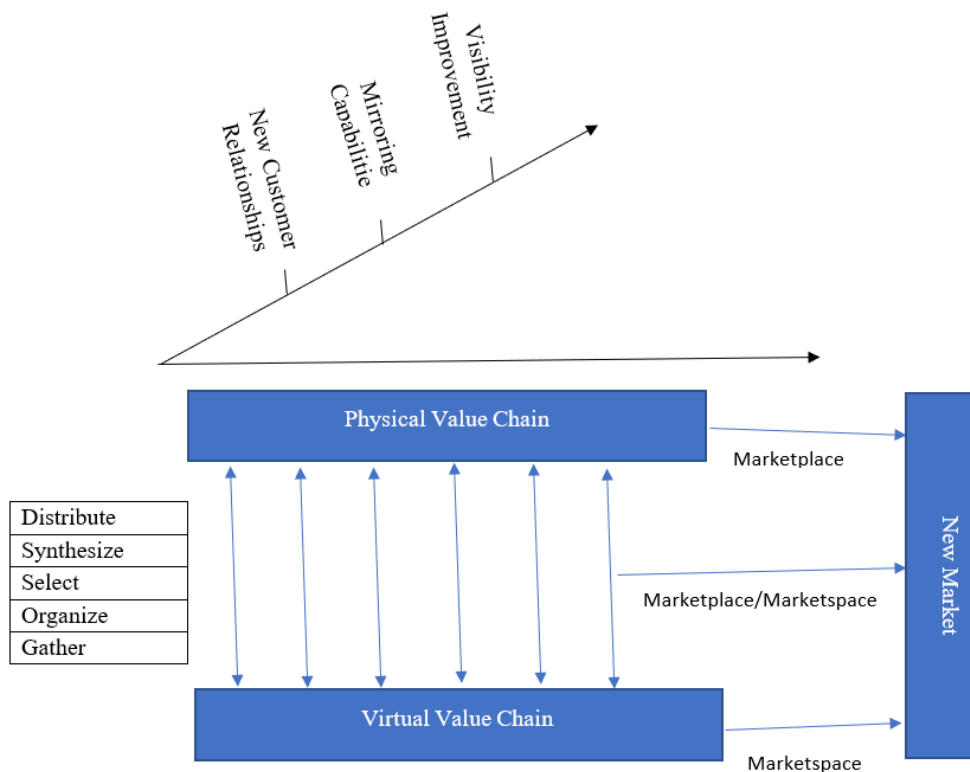 Visibility
Improvement
Mirroring
Capabilitie
New Customer
Relationships
Physical Value Chain
Marketplace
Distribute
Synthesize
Select
Organize
Gather
Marketplace/Marketspace
New Market
Virtual Value Chain
Marketspace